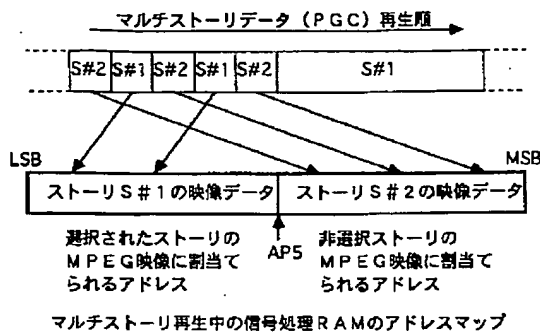 マルチストーリデータ（PGC）再生順
S#2 S#1 S#2 S#1 S#2 S#1
LSB MSB
ストーリS#1の映像データ ストーリS#2の映像データ
選択されたストーリの
MPEG映像に割当て
られるアドレス
AP5
非選択ストーリの
MPEG映像に割当て
られるアドレス
マルチストーリ再生中の信号処理RAMのアドレスマップ